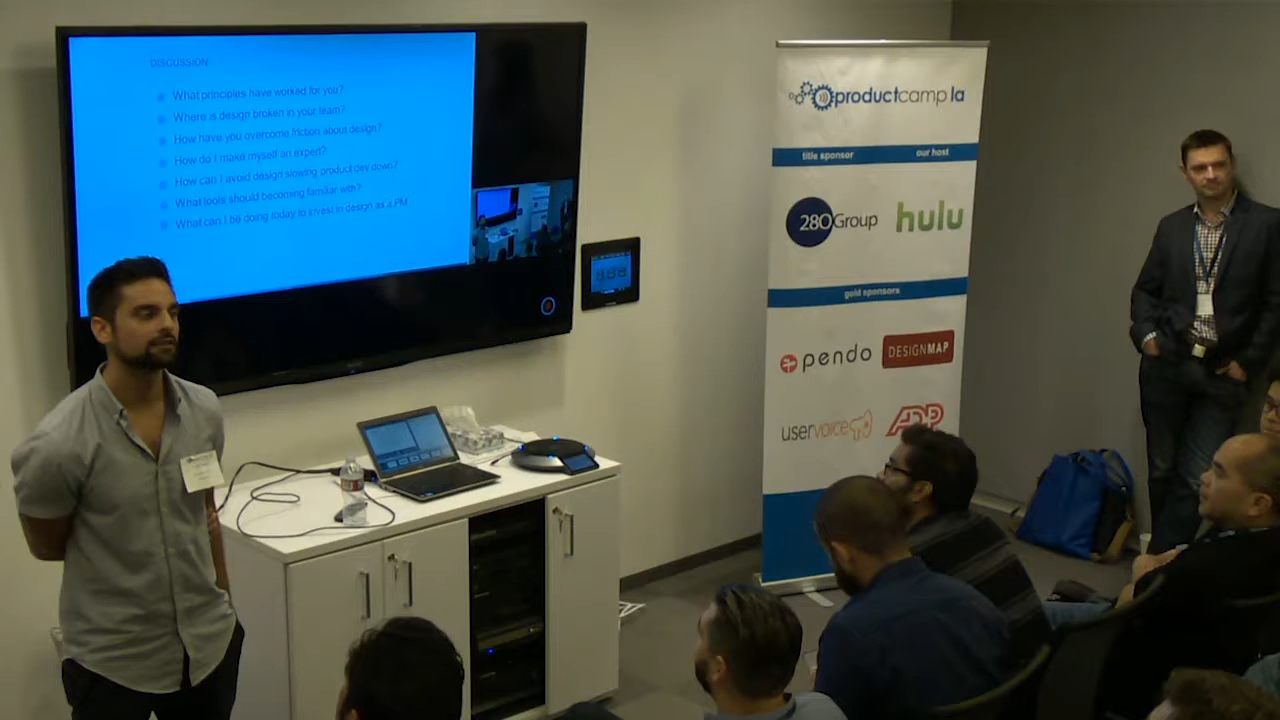 DISCUSSION
What principles have worked for you?
Where is design broken in your team?
How have you overcome friction about design?
How do I make myself an expert?
How can I avoid design slowing product dev down?
What tools should becoming familiar with?
What can I be doing today to invest in design as a PM
productcamp la
title sponsor our host
280Group hulu
gold sponsors
pendo DESIGNMAP
uservoice ADP